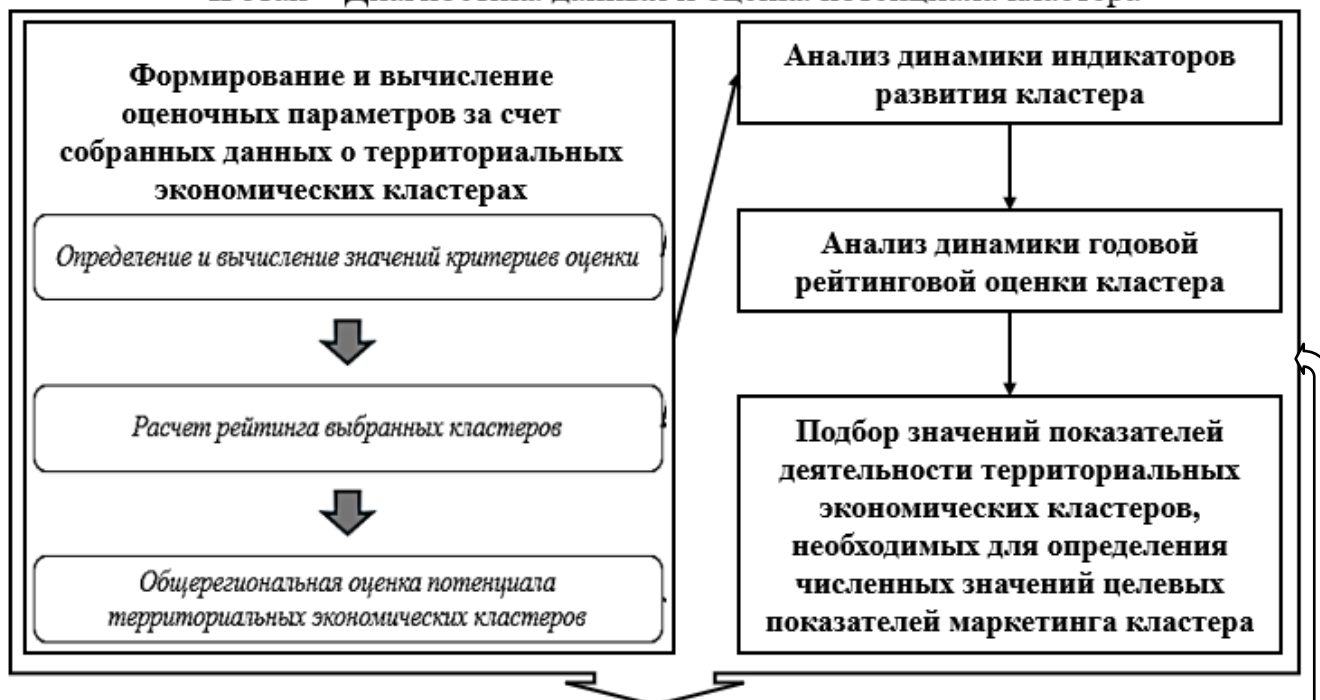 Формирование и вычисление
оценочных параметров за счет
собранных данных о территориальных
экономических кластерах
Определение и вычисление значений критериев оценки
Расчет рейтинга выбранных кластеров
Общерегиональная оценка потенциала
территориальных экономических кластеров
Анализ динамики индикаторов
развития кластера
Анализ динамики годовой
рейтинговой оценки кластера
Подбор значений показателей
деятельности территориальных
экономических кластеров,
необходимых для определения
численных значений целевых
показателей маркетинга кластера